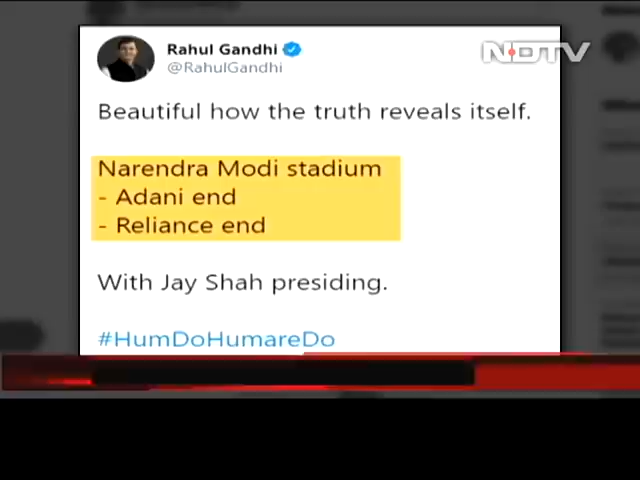 Rahul Gandhi
@RahulGandhi
NDTV
Beautiful how the truth reveals itself.
Narendra Modi stadium
- Adani end
- Reliance end
With Jay Shah presiding.
#HumDoHumareDo